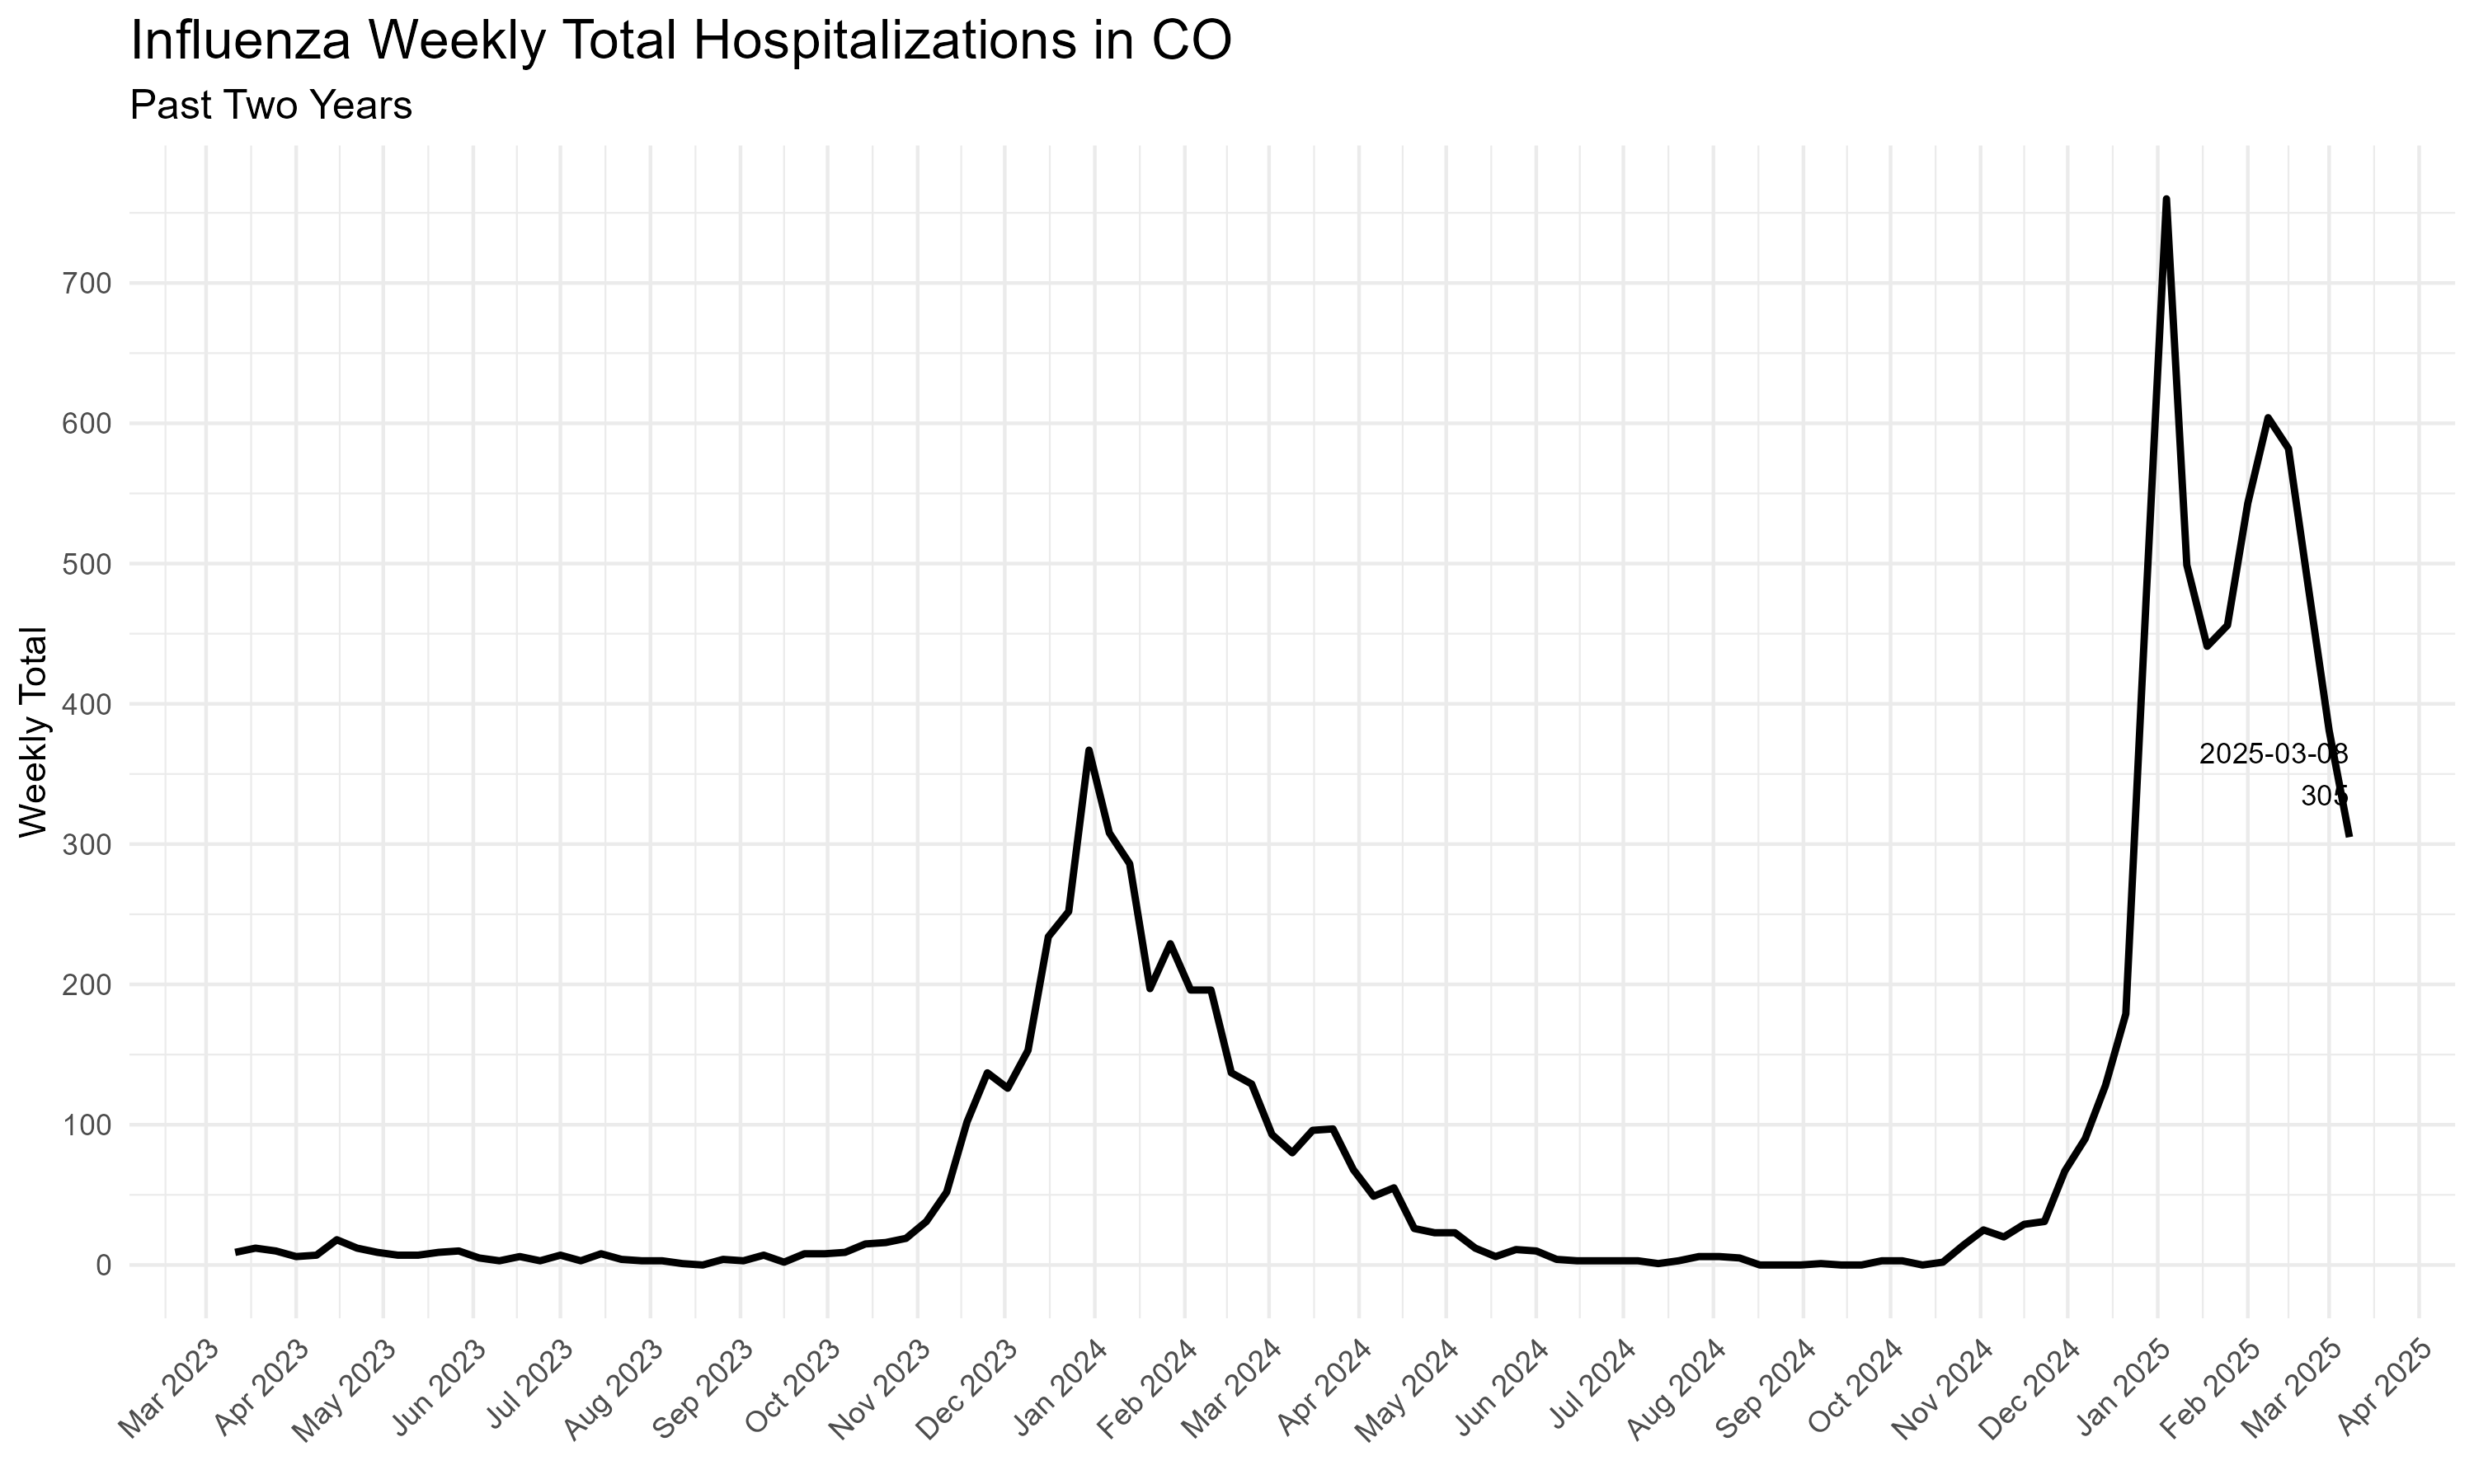 Influenza Weekly Total Hospitalizations in CO
Past Two Years
Weekly Total
700
600
500
400
300
200
100
0
2025-03-08
305
Mar 2023
Apr 2023
May 2023
Jun 2023
Jul 2023
Aug 2023
Sep 2023
Oct 2023
Nov 2023
Dec 2023
Jan 2024
Feb 2024
Mar 2024
Apr 2024
May 2024
Jun 2024
Jul 2024
Aug 2024
Sep 2024
Oct 2024
Nov 2024
Dec 2024
Jan 2025
Feb 2025
Mar 2025
Apr 2025